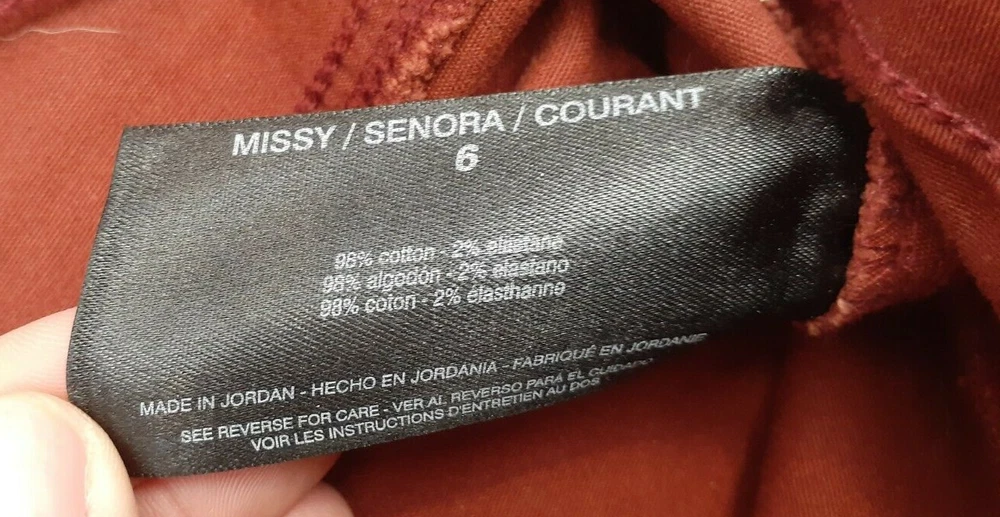 MISSY / SENORA / COURANT
6
98% cotton - 2% elastane
98% algodón - 2% elastano
98% coton - 2% élasthanne
MADE IN JORDAN - HECHO EN JORDANIA - FABRIQUÉ EN JORDANIE
SEE REVERSE FOR CARE - VER AL REVERSO PARA EL CUIDADO
VOIR LES INSTRUCTIONS D'ENTRETIEN AU DOS